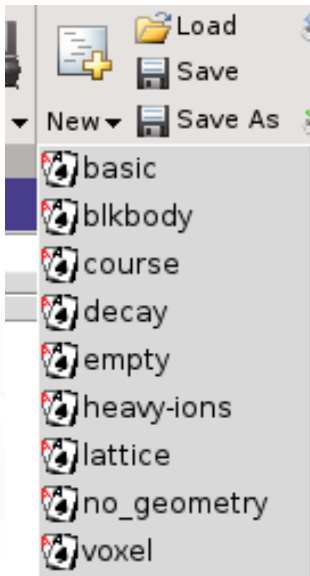 Load
Save
New Save As
basic
blkbody
course
decay
empty
heavy-ions
lattice
no_geometry
voxel